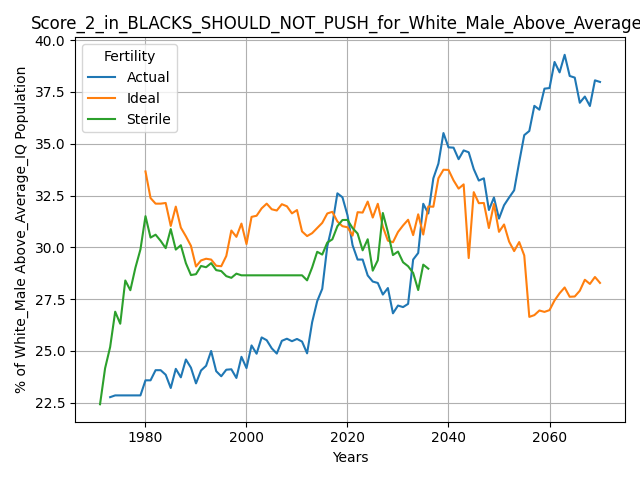 Score_2_in_BLACKS_SHOULD_NOT_PUSH_for_White_Male_Above_Average
Fertility
Actual
Ideal
Sterile
% of White_Male Above_Average_IQ Population
40.0
37.5
35.0
32.5
30.0
27.5
25.0
22.5
1980 2000 2020 2040 2060
Years